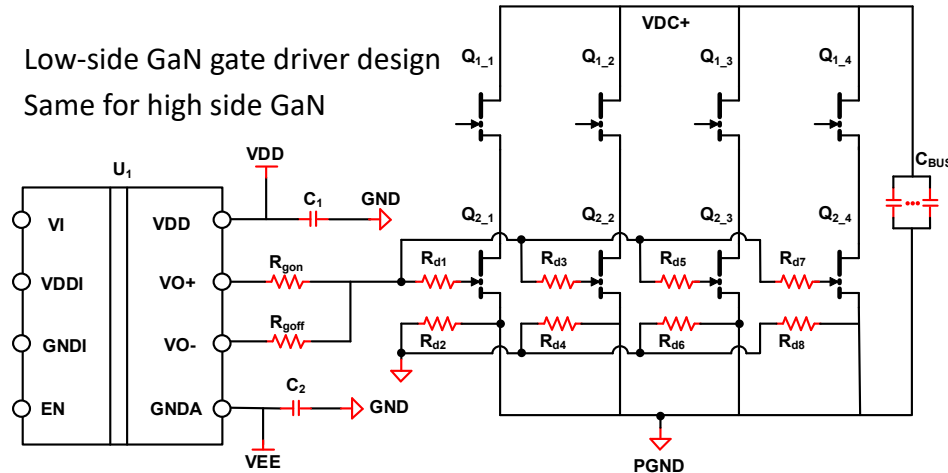 VDC+
Low-side GaN gate driver design
Same for high side GaN
Q1_1
Q1_2
Q1_3
Q1_4
CBUS
VDD
U1
C1
GND
VI
VDD
Q2_1
Q2_2
Q2_3
Q2_4
Rgon
Rd1
Rd3
Rd5
Rd7
VDDI
VO+
Rgoff
GNDI
VO-
Rd2
Rd4
Rd6
Rd8
C2
EN
GNDA
GND
VEE
PGND